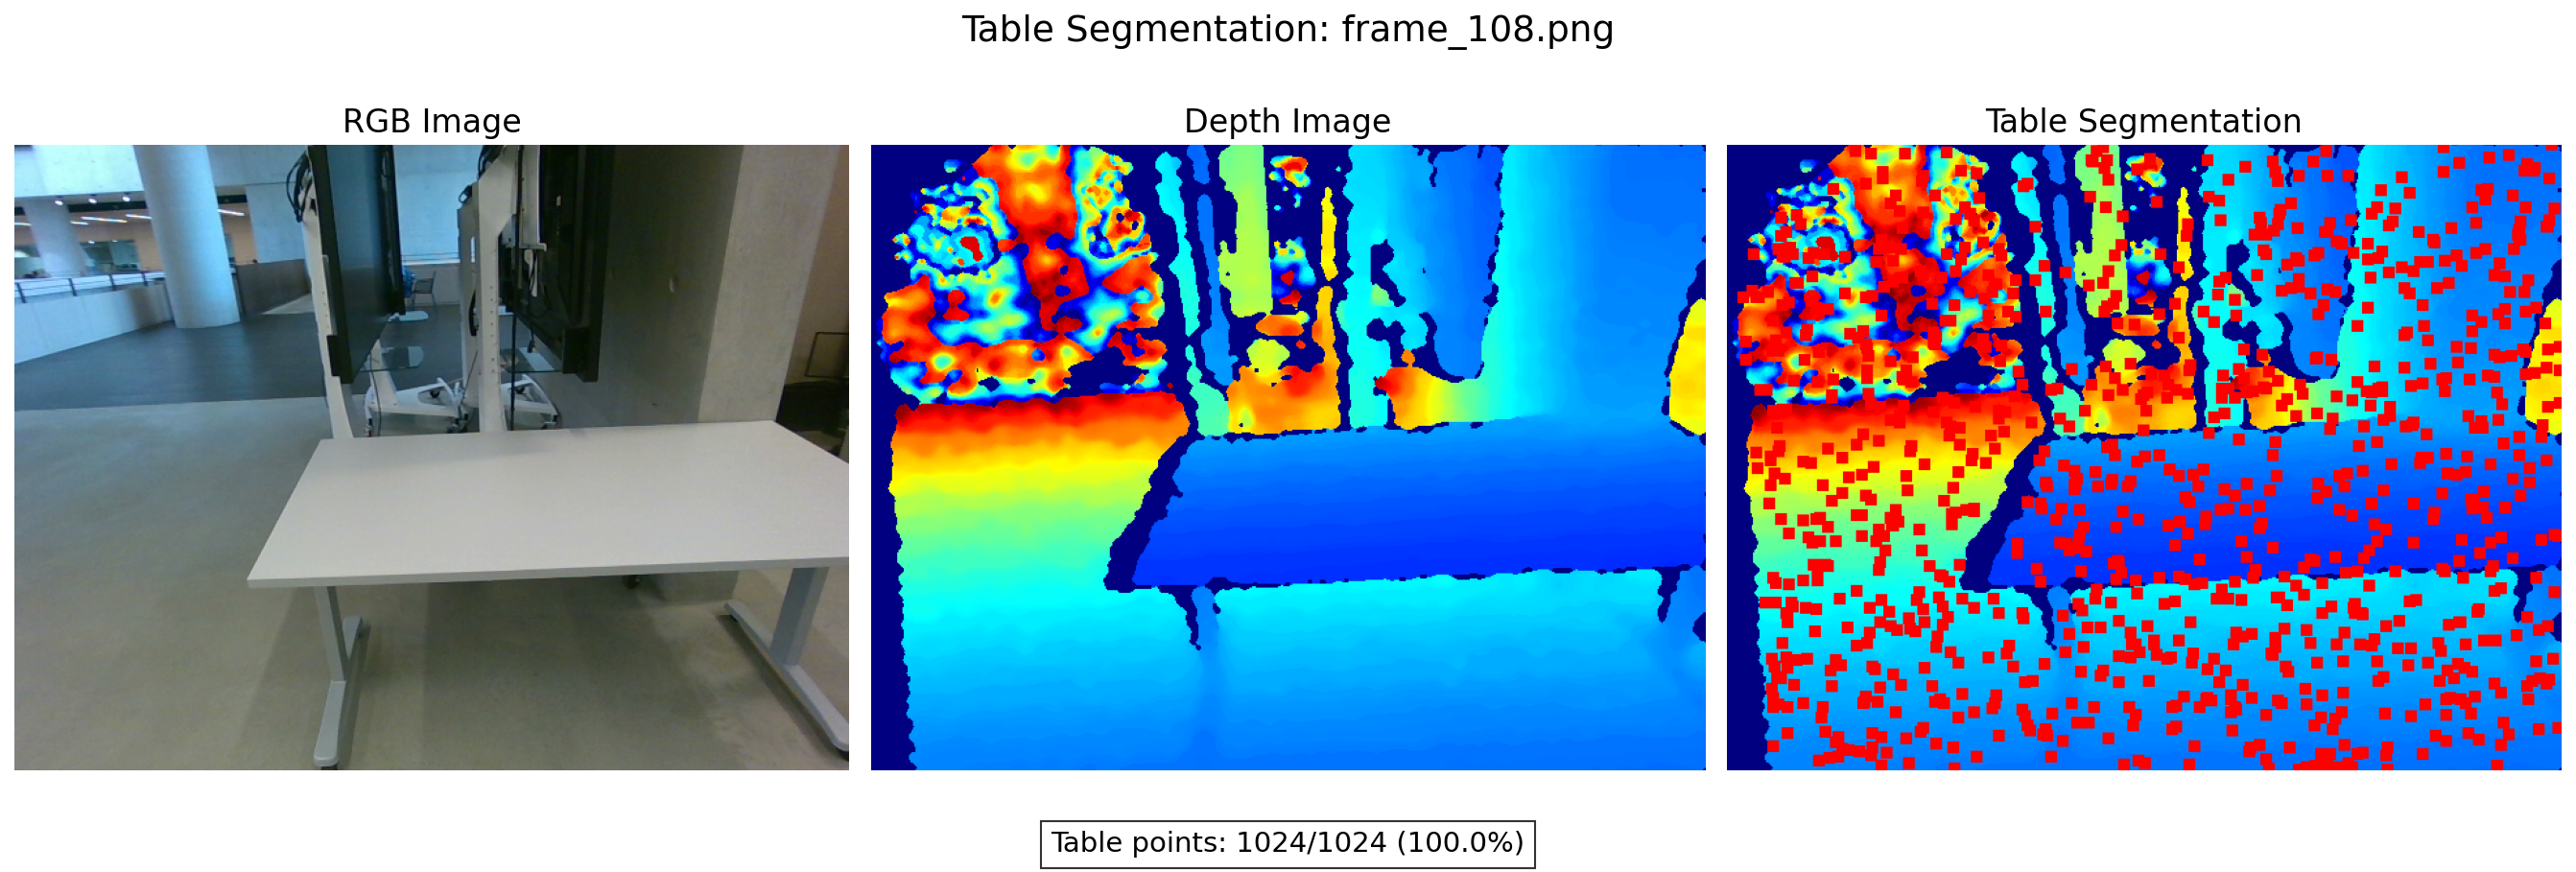 Table Segmentation: frame_108.png
RGB Image
Depth Image
Table Segmentation
Table points: 1024/1024 (100.0%)